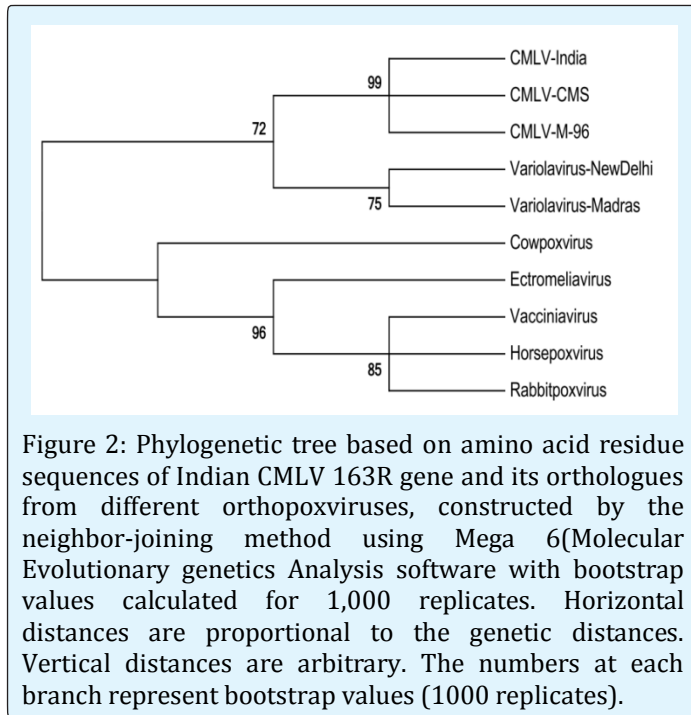 CMLV-India
99
CMLV-CMS
CMLV-M-96
72
Variolavirus-NewDelhi
75
Variolavirus-Madras
Cowpoxvirus
Ectromeliavirus
96
Vacciniavirus
Horsepoxvirus
85
Rabbitpoxvirus
Figure 2: Phylogenetic tree based on amino acid residue
sequences of Indian CMLV 163R gene and its orthologues
from different orthopoxviruses, constructed by the
neighbor-joining method using Mega 6(Molecular
Evolutionary genetics Analysis software with bootstrap
values calculated for 1,000 replicates. Horizontal
distances are proportional to the genetic distances.
Vertical distances are arbitrary. The numbers at each
branch represent bootstrap values (1000 replicates).